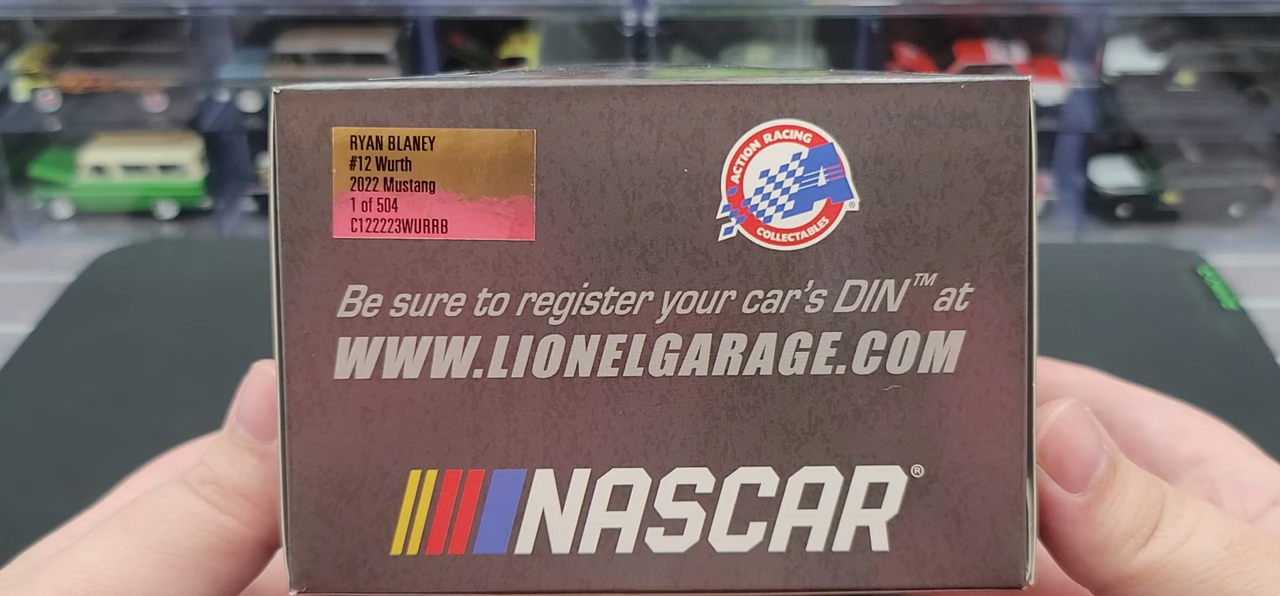 RYAN BLANEY
#12 Wurth
2022 Mustang
1 of 504
C122223WURRB
ACTION RACING
A®
COLLECTABLES
Be sure to register your car's DIN™ at
WWW.LIONELGARAGE.COM
NASCAR®